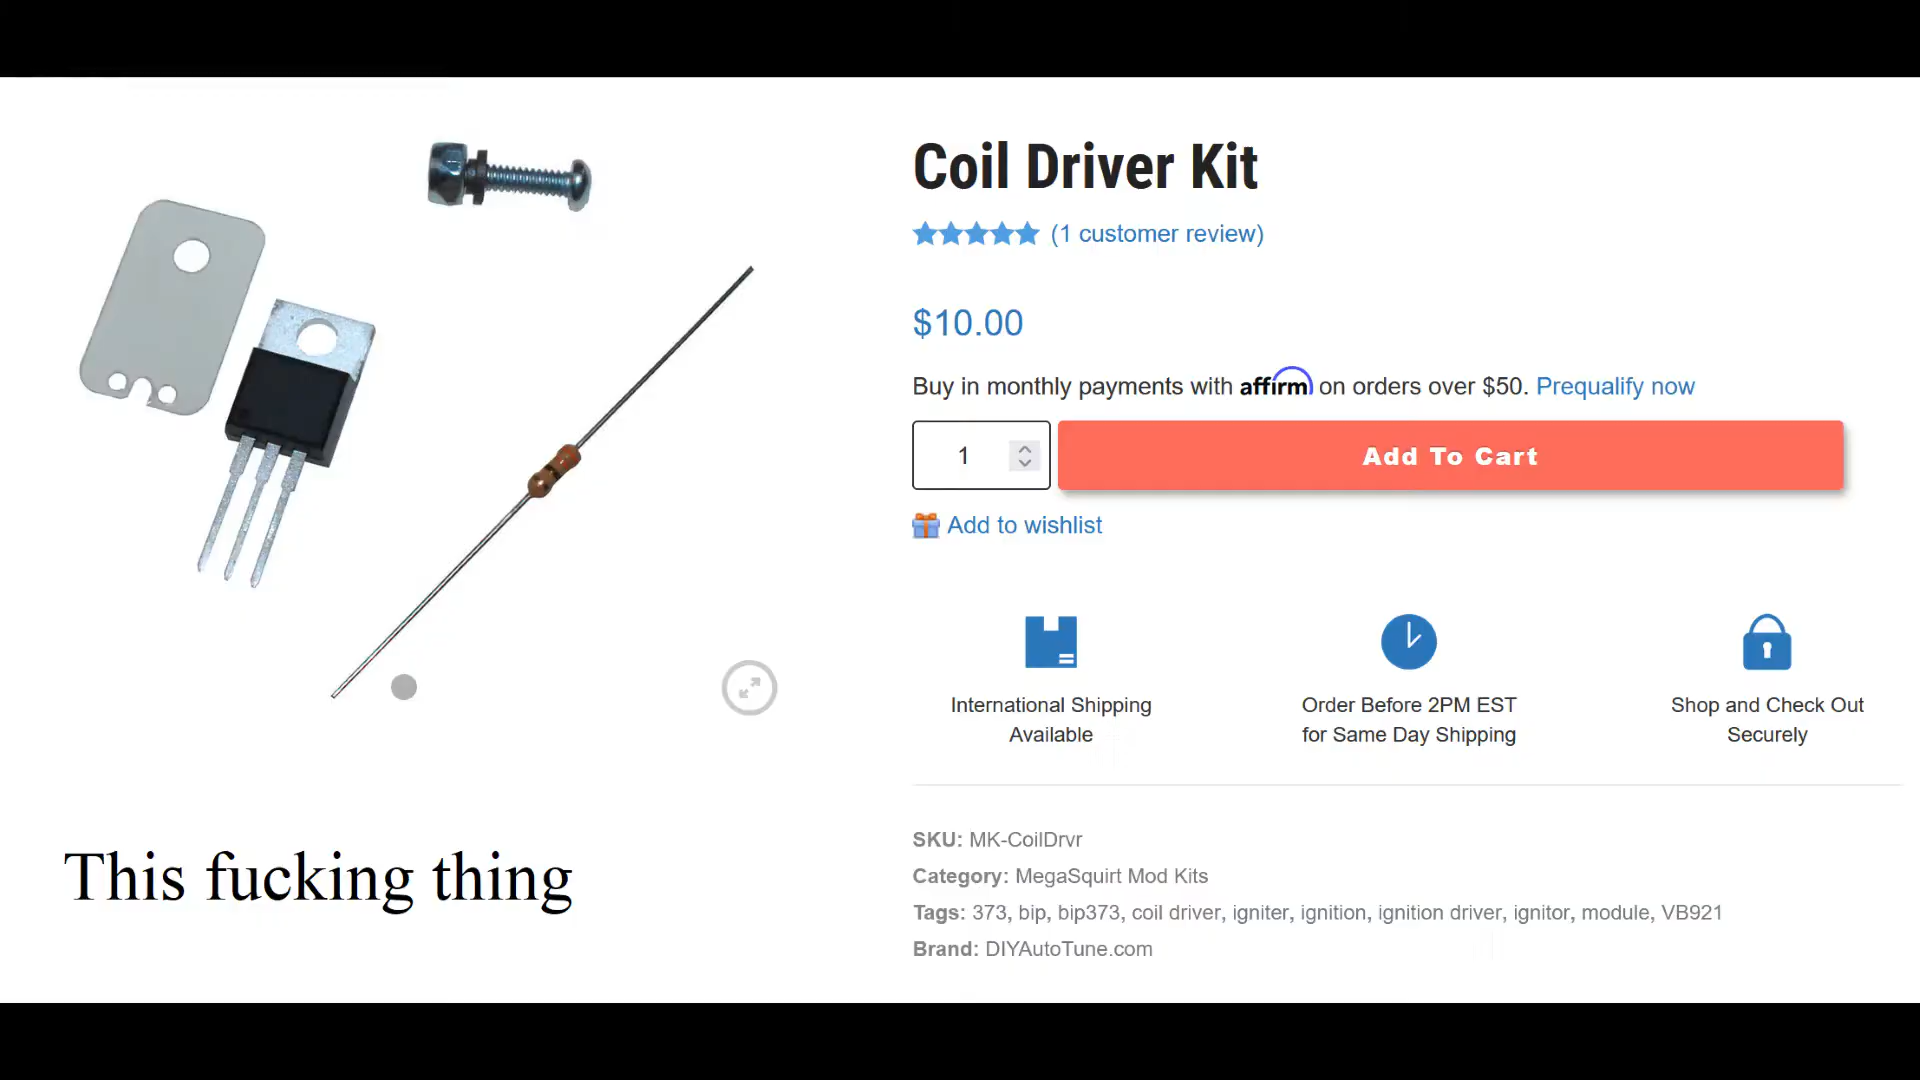 Coil Driver Kit
(1 customer review)
$10.00
Buy in monthly payments with affirm on orders over $50. Prequalify now
1
Add To Cart
Add to wishlist
International Shipping
Available
Order Before 2PM EST
for Same Day Shipping
Shop and Check Out
Securely
This fucking thing
SKU: MK-CoilDrvr
Category: MegaSquirt Mod Kits
Tags: 373, bip, bip373, coil driver, igniter, ignition, ignition driver, ignitor, module, VB921
Brand: DIYAutoTune.com